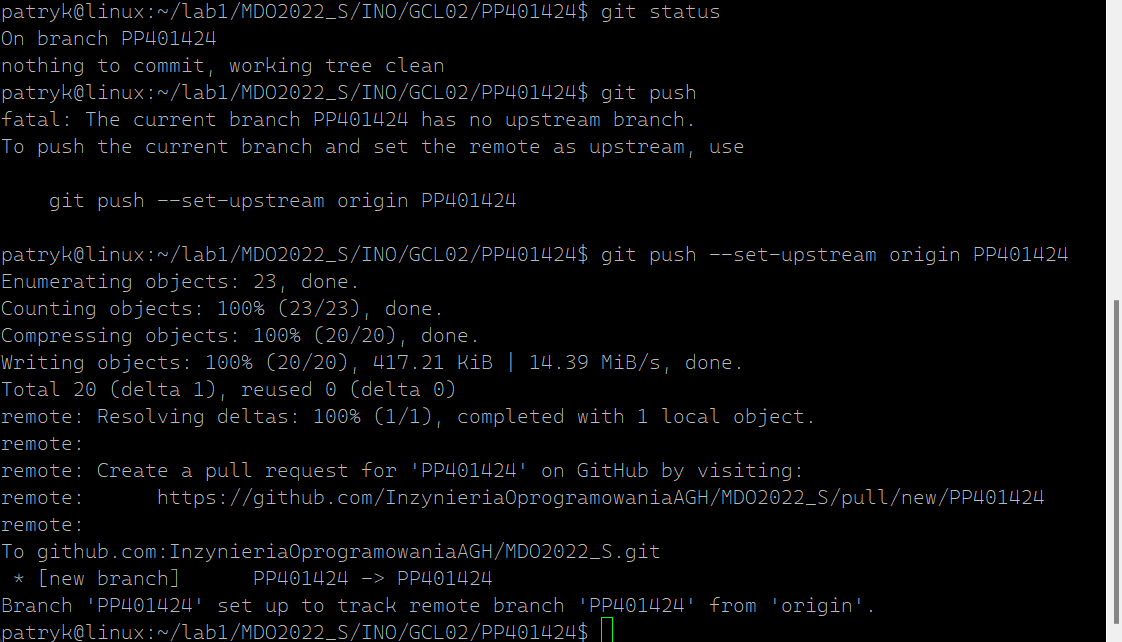 patryk@linux:~/lab1/MDO2022_S/INO/GCL02/PP401424$ git status
On branch PP401424
nothing to commit, working tree clean
patryk@linux:~/lab1/MDO2022_S/INO/GCL02/PP401424$ git push
fatal: The current branch PP401424 has no upstream branch.
To push the current branch and set the remote as upstream, use

    git push --set-upstream origin PP401424

patryk@linux:~/lab1/MDO2022_S/INO/GCL02/PP401424$ git push --set-upstream origin PP401424
Enumerating objects: 23, done.
Counting objects: 100% (23/23), done.
Compressing objects: 100% (20/20), done.
Writing objects: 100% (20/20), 417.21 KiB | 14.39 MiB/s, done.
Total 20 (delta 1), reused 0 (delta 0)
remote: Resolving deltas: 100% (1/1), completed with 1 local object.
remote:
remote: Create a pull request for 'PP401424' on GitHub by visiting:
remote:      https://github.com/InzynieriaOprogramowaniaAGH/MDO2022_S/pull/new/PP401424
remote:
To github.com:InzynieriaOprogramowaniaAGH/MDO2022_S.git
 * [new branch]      PP401424 -> PP401424
Branch 'PP401424' set up to track remote branch 'PP401424' from 'origin'.
patryk@linux:~/lab1/MDO2022_S/INO/GCL02/PP401424$